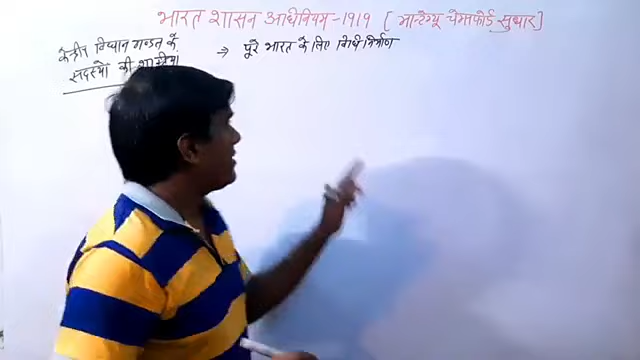 भारत शासन अधिनियम - 1919 ( मान्टेग्यू चेम्सफोर्ड सुधार )
केन्द्रीय विधान मण्डल के
सदस्यों की शक्तियां
⇒ पूरे भारत के लिए विधि निर्माण